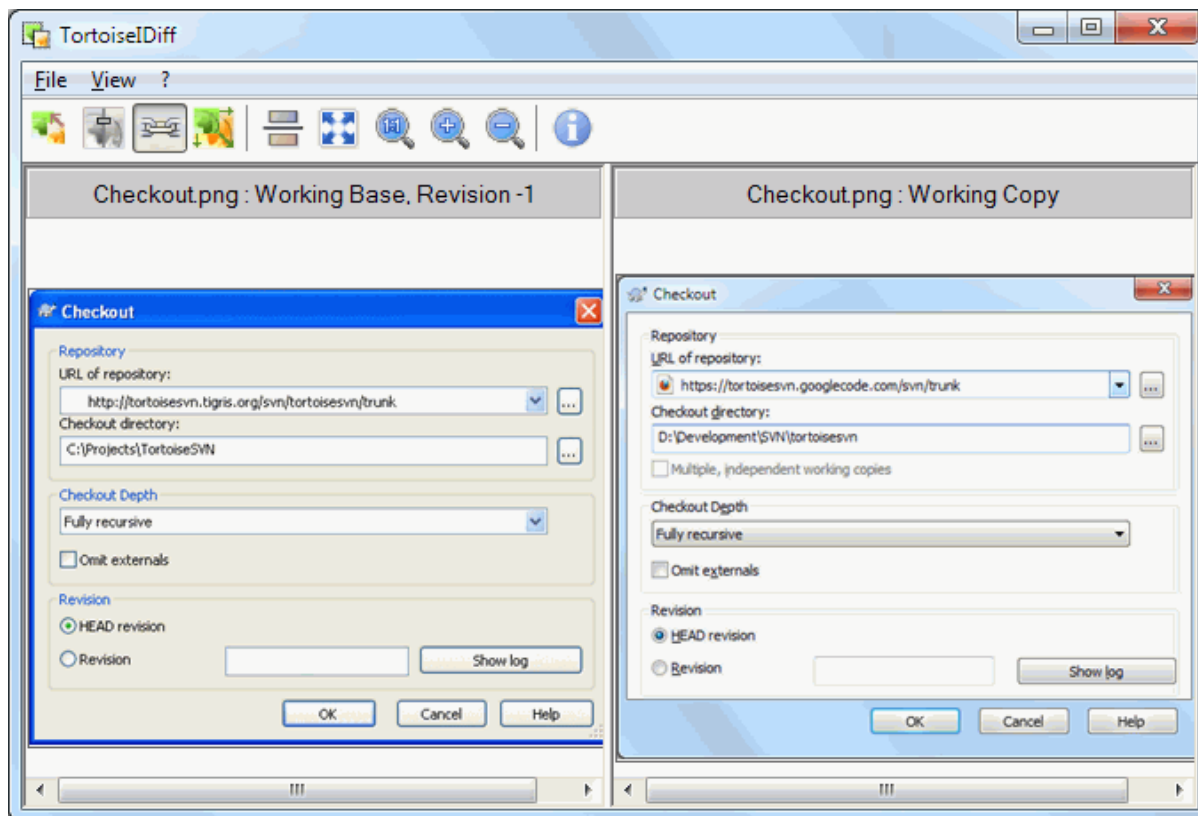 TortoiseIDiff
File View ?
1:1
Checkout.png : Working Base, Revision -1
Checkout
Repository
URL of repository:
http://tortoisesvn.tigris.org/svn/tortoisesvn/trunk
...
Checkout directory:
C:\Projects\TortoiseSVN
...
Checkout Depth
Fully recursive
Omit externals
Revision
HEAD revision
Revision
Show log
OK Cancel Help
Checkout.png : Working Copy
Checkout
Repository
URL of repository:
https://tortoisesvn.googlecode.com/svn/trunk
...
Checkout directory:
D:\Development\SVN\tortoisesvn
...
Multiple, independent working copies
Checkout Depth
Fully recursive
Omit externals
Revision
HEAD revision
Revision
Show log
OK Cancel Help